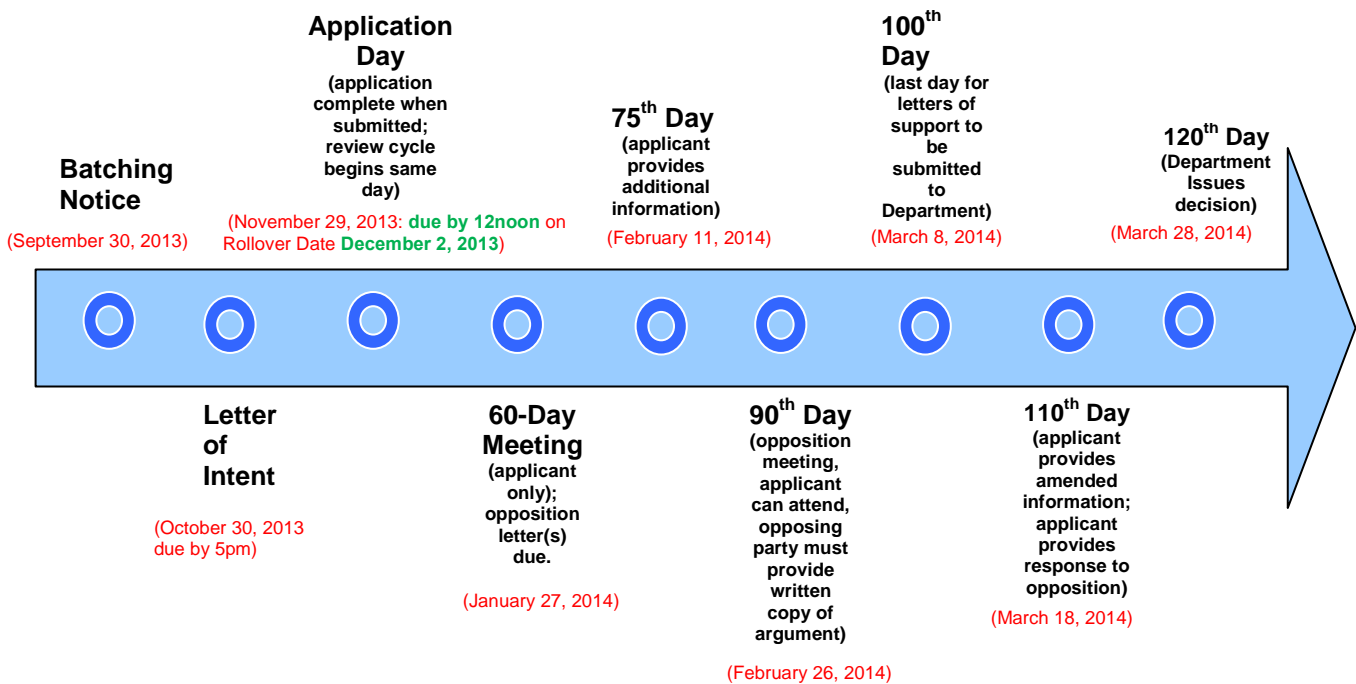 Batching
Notice
(September 30, 2013)
Letter
of
Intent
(October 30, 2013
due by 5pm)
Application
Day
(application
complete when
submitted;
review cycle
begins same
day)
(November 29, 2013: due by 12noon on
Rollover Date December 2, 2013)
60-Day
Meeting
(applicant
only);
opposition
letter(s)
due.
(January 27, 2014)
75th Day
(applicant
provides
additional
information)
(February 11, 2014)
90th Day
(opposition
meeting,
applicant
can attend,
opposing
party must
provide
written
copy of
argument)
(February 26, 2014)
100th
Day
(last day for
letters of
support to
be
submitted
to
Department)
(March 8, 2014)
110th Day
(applicant
provides
amended
information;
applicant
provides
response to
opposition)
(March 18, 2014)
120th Day
(Department
Issues
decision)
(March 28, 2014)